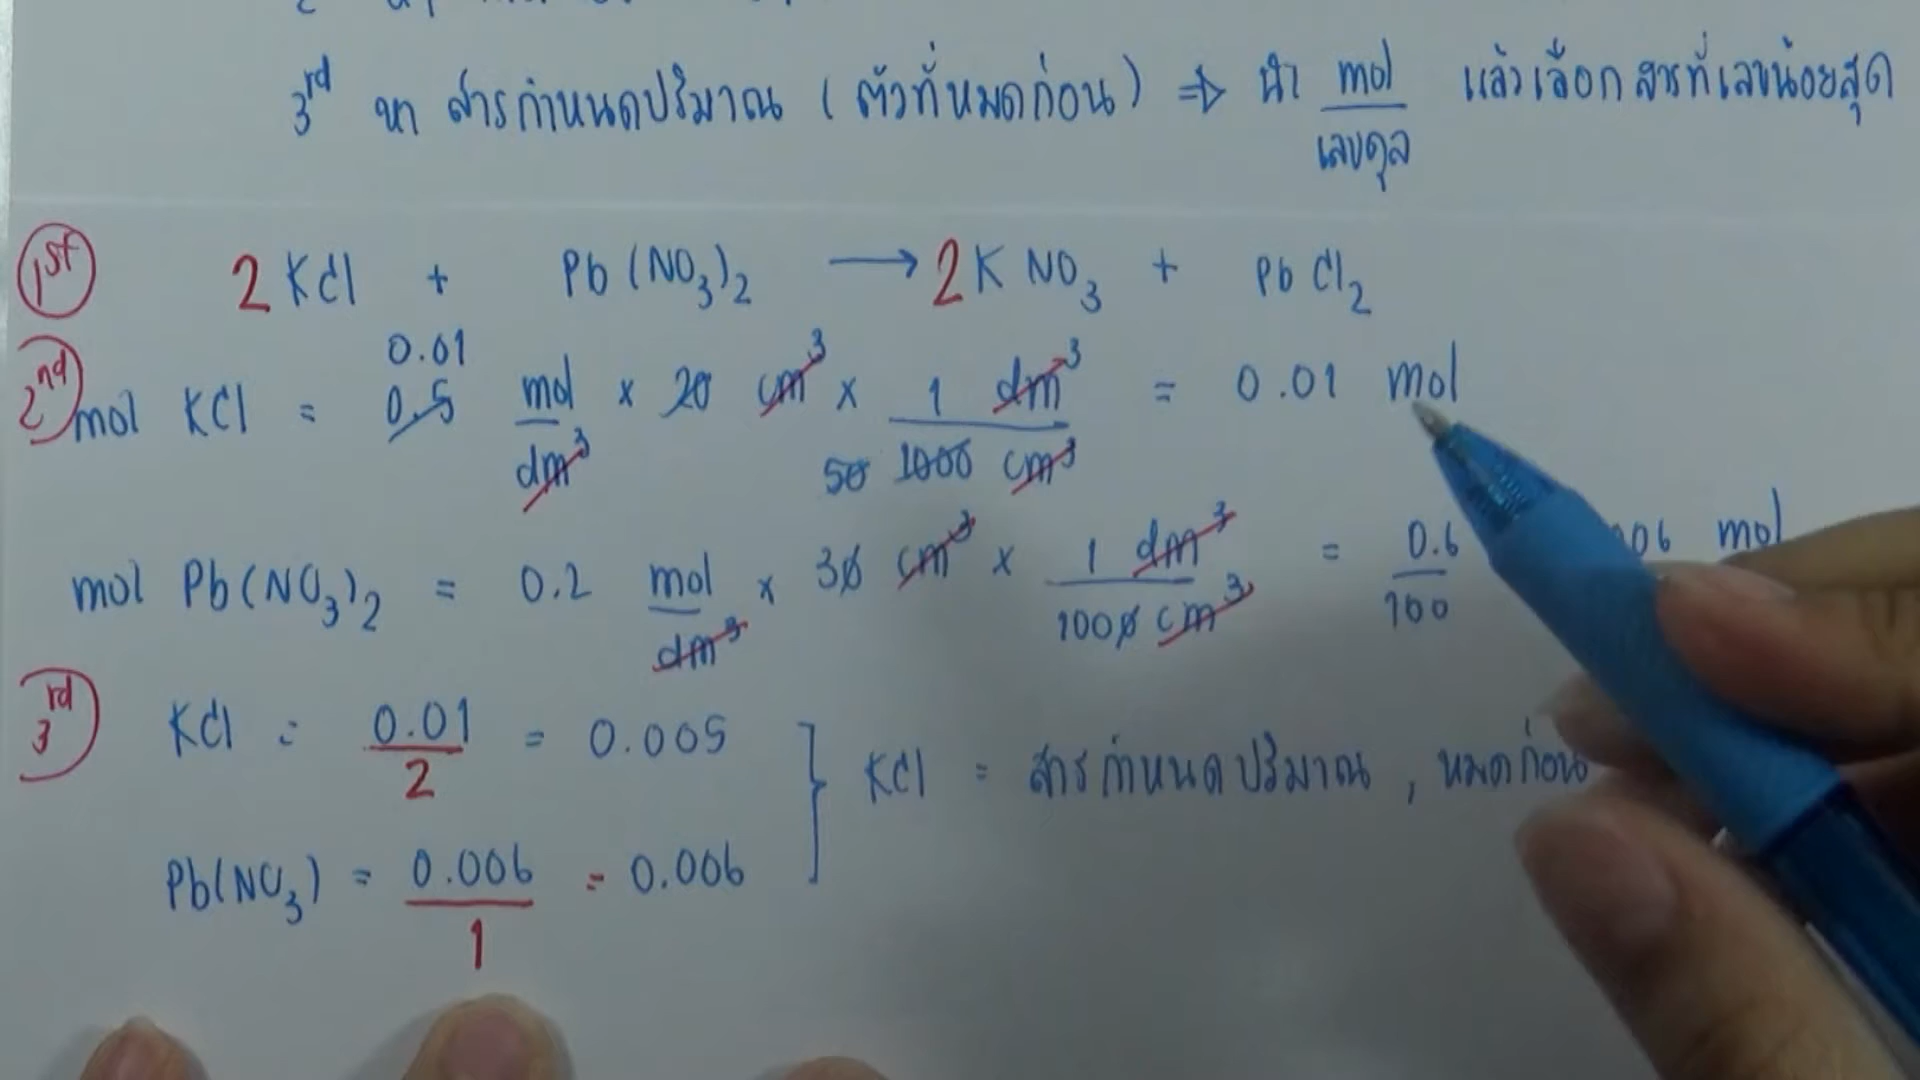 3rd หา สารกำหนดปริมาณ (ตัวที่หมดก่อน) ⇒ นำ mol/เลขดุล แล้วเลือกสารที่เลขน้อยสุด
1st 2KCl + Pb(NO3)2 → 2KNO3 + PbCl2
0.01
2nd mol KCl = 0.5 mol/dm3 × 20 cm3 × 1 dm3/1000 cm3 = 0.01 mol
50
mol Pb(NO3)2 = 0.2 mol/dm3 × 30 cm3 × 1 dm3/1000 cm3 = 0.6/100 06 mol
3rd KCl = 0.01/2 = 0.005
KCl = สารกำหนดปริมาณ , หมดก่อน
Pb(NO3) = 0.006/1 = 0.006